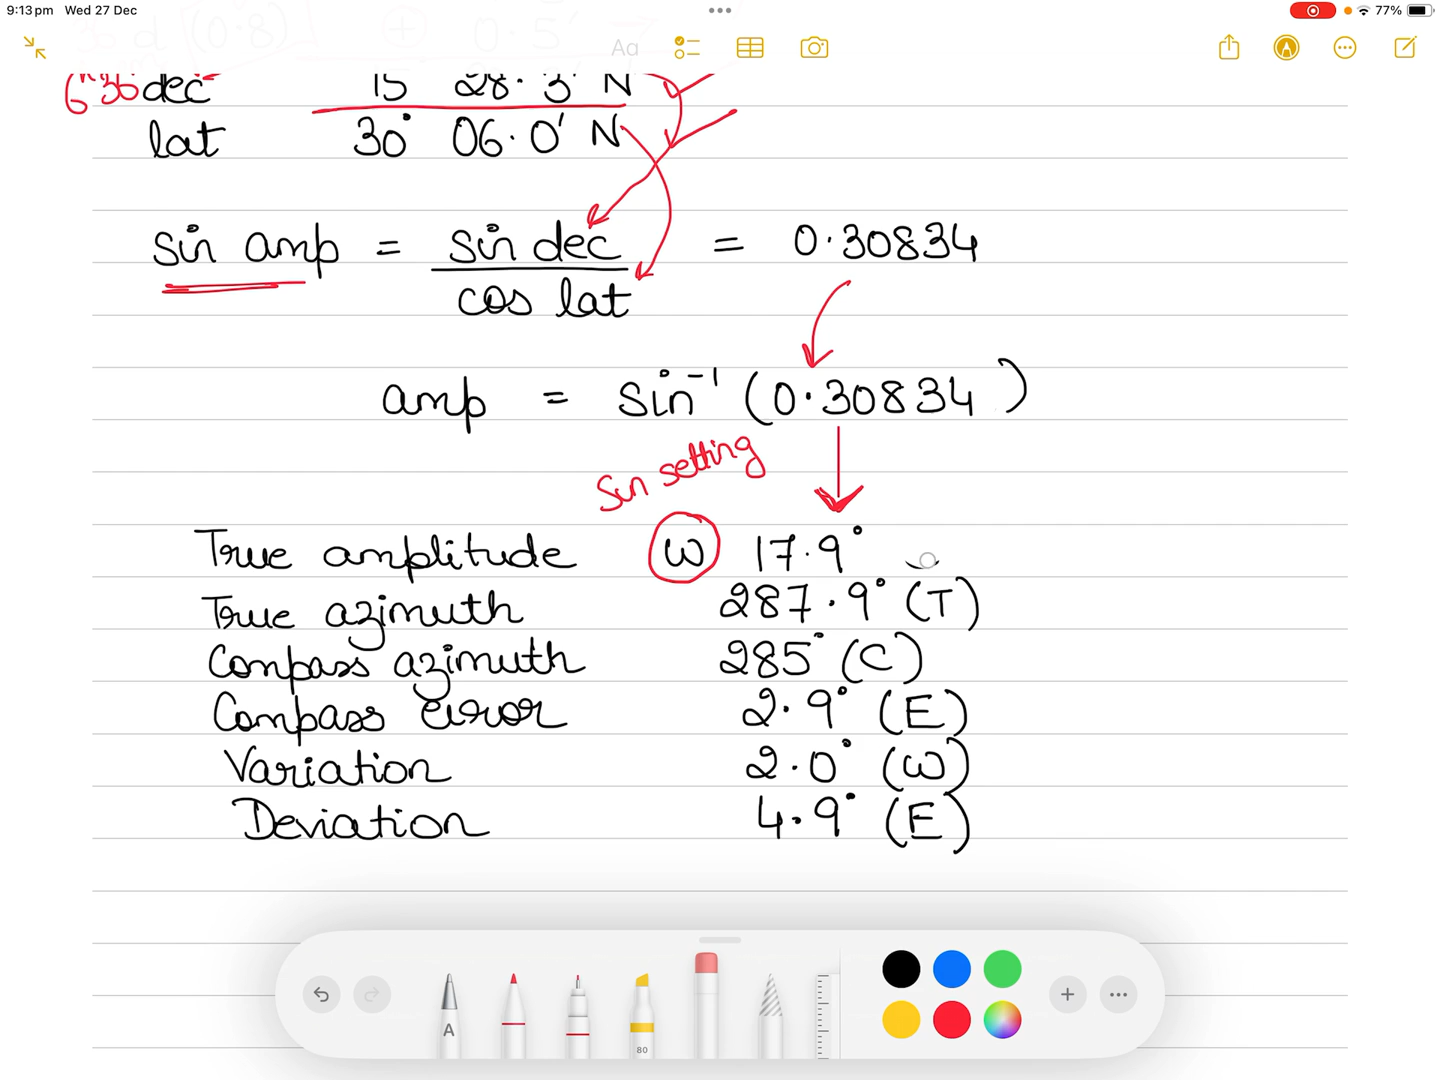 9:13 pm Wed 27 Dec
77%
Aa
dec 15 28.3' N
lat 30° 06.0' N
sin amp = sin dec / cos lat = 0.30834
amp = sin⁻¹ (0.30834)
Sun setting
True amplitude W 17.9°
True azimuth 287.9° (T)
Compass azimuth 285° (C)
Compass error 2.9° (E)
Variation 2.0° (W)
Deviation 4.9° (E)
A
80